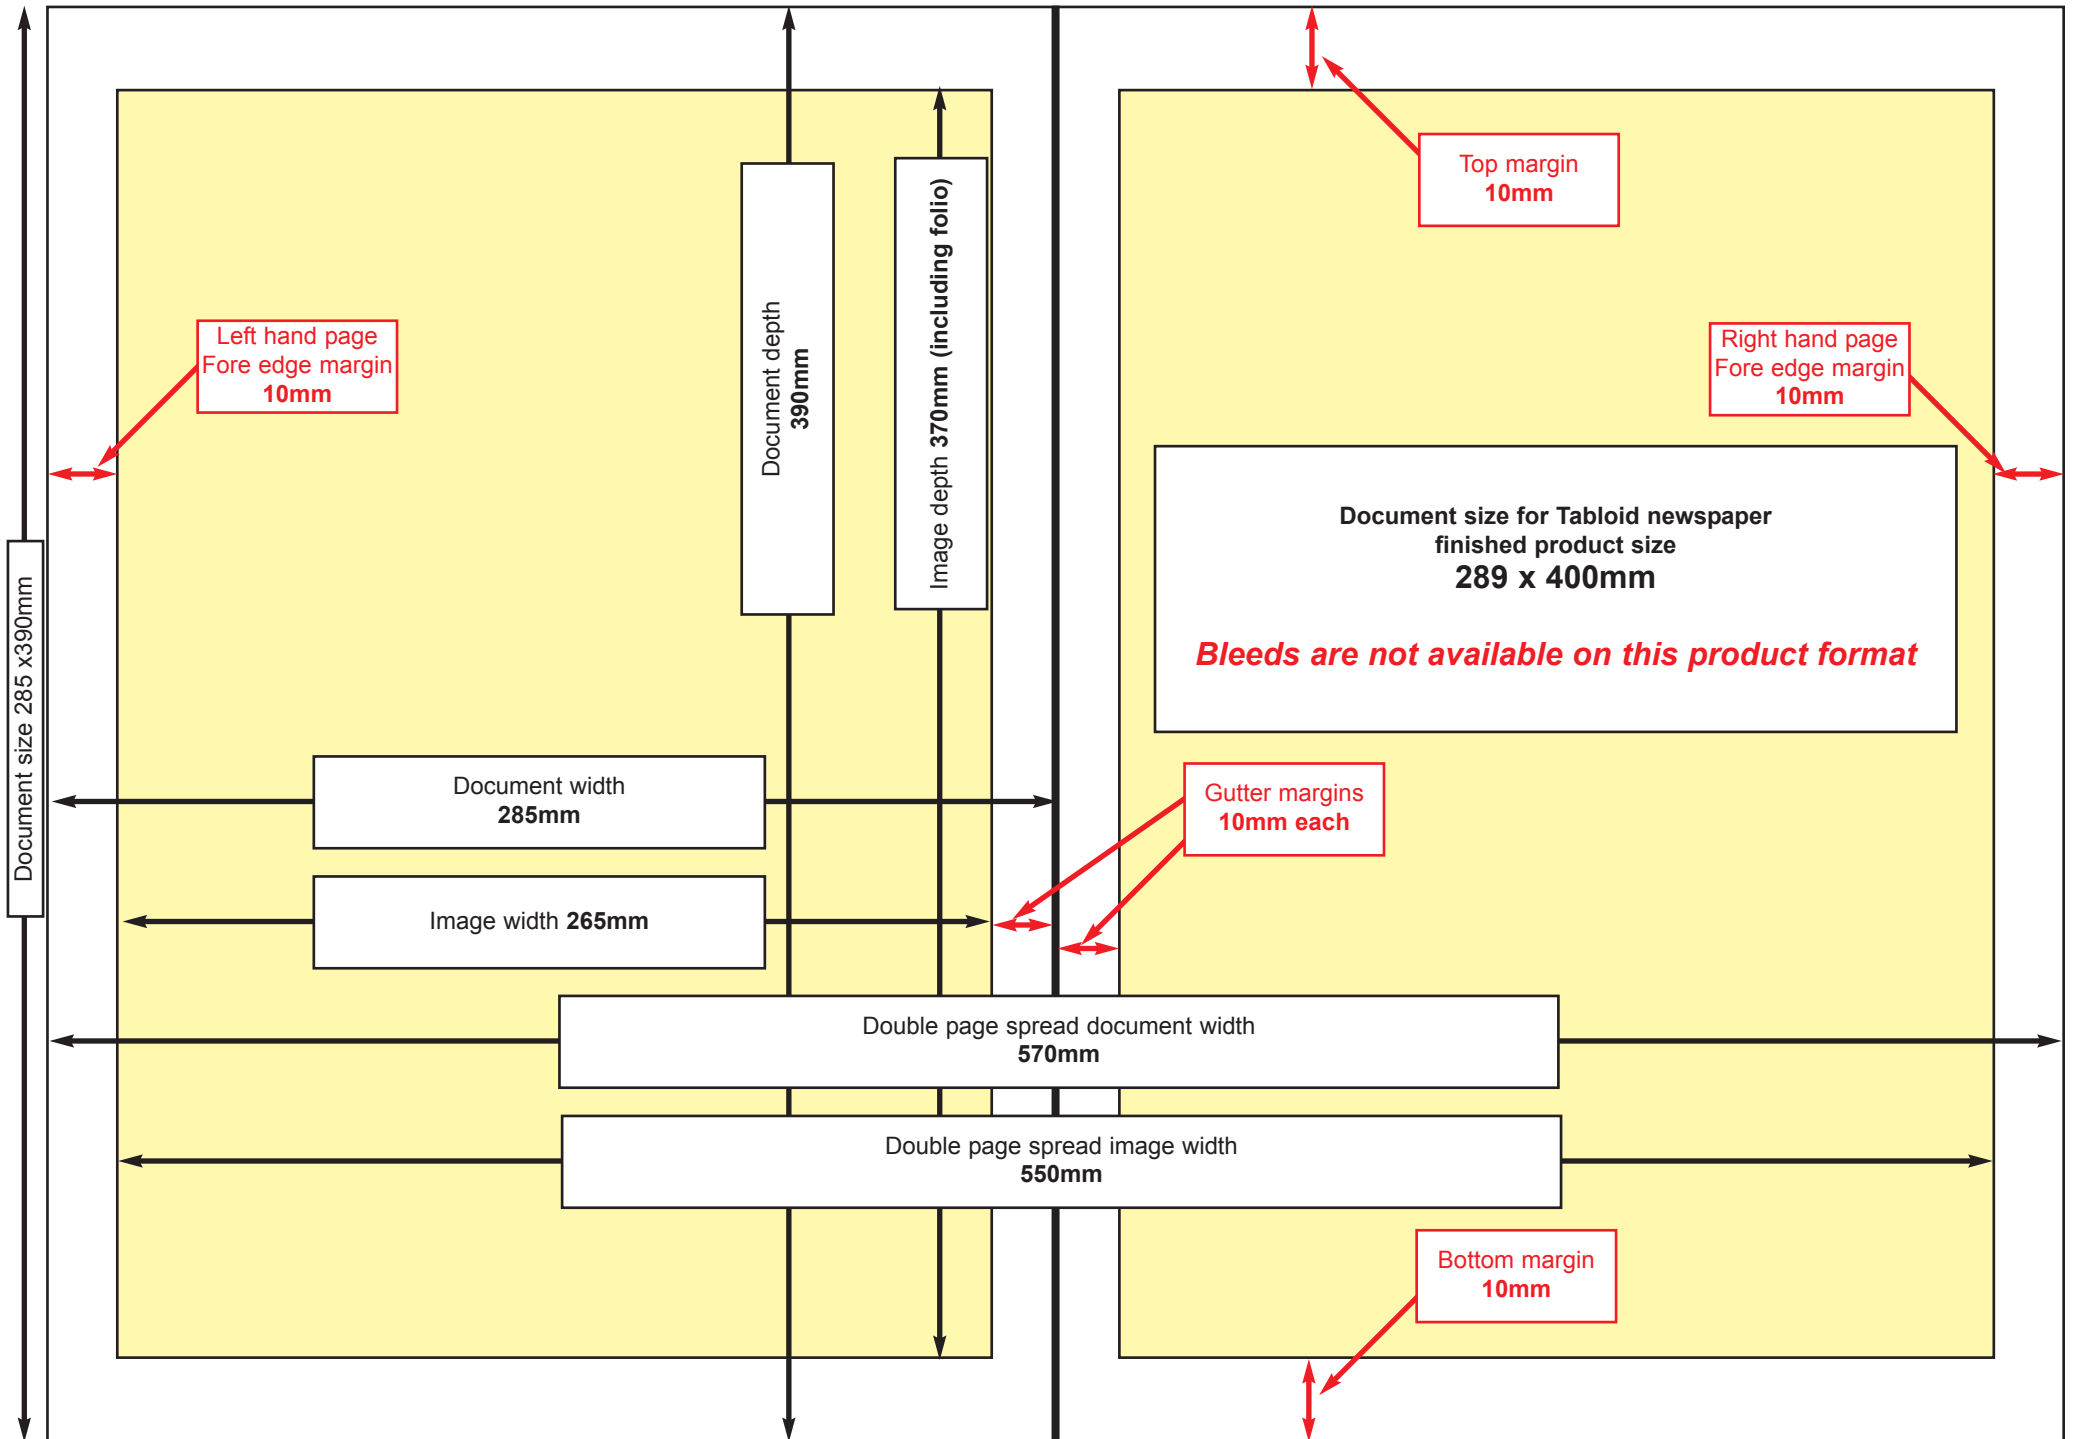 Top margin
10mm
Document depth
390mm
Image depth 370mm (including folio)
Left hand page
Fore edge margin
10mm
Right hand page
Fore edge margin
10mm
Document size for Tabloid newspaper
finished product size
289 x 400mm
Bleeds are not available on this product format
Document size 285 x390mm
Document width
285mm
Gutter margins
10mm each
Image width 265mm
Double page spread document width
570mm
Double page spread image width
550mm
Bottom margin
10mm